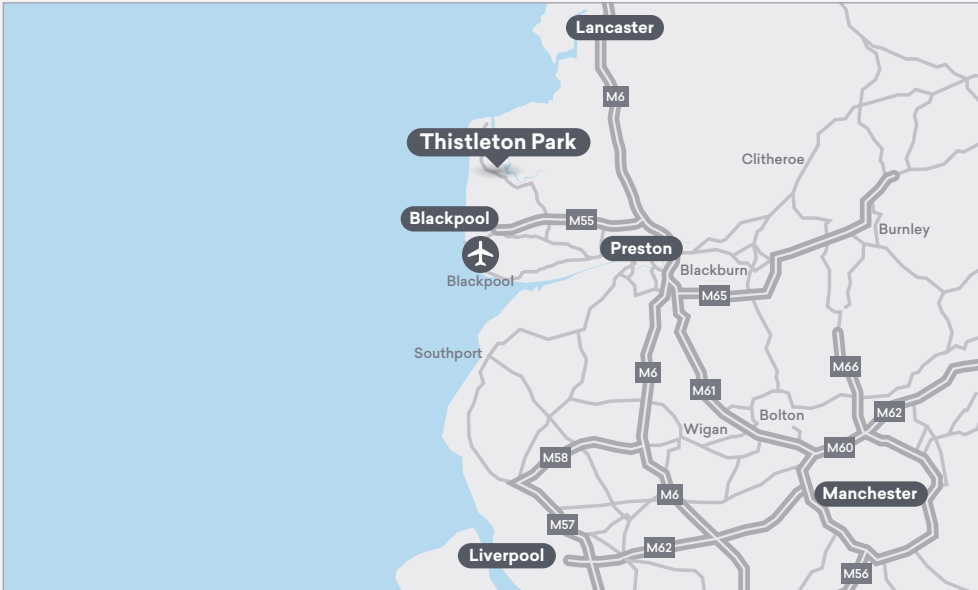 Lancaster
M6
Thistleton Park
Clitheroe
Blackpool
M55
Burnley
Preston
Blackburn
Blackpool
M65
Southport
M6
M66
M61
M62
Bolton
Wigan
M60
M58
M6
Manchester
M57
M62
Liverpool
M56